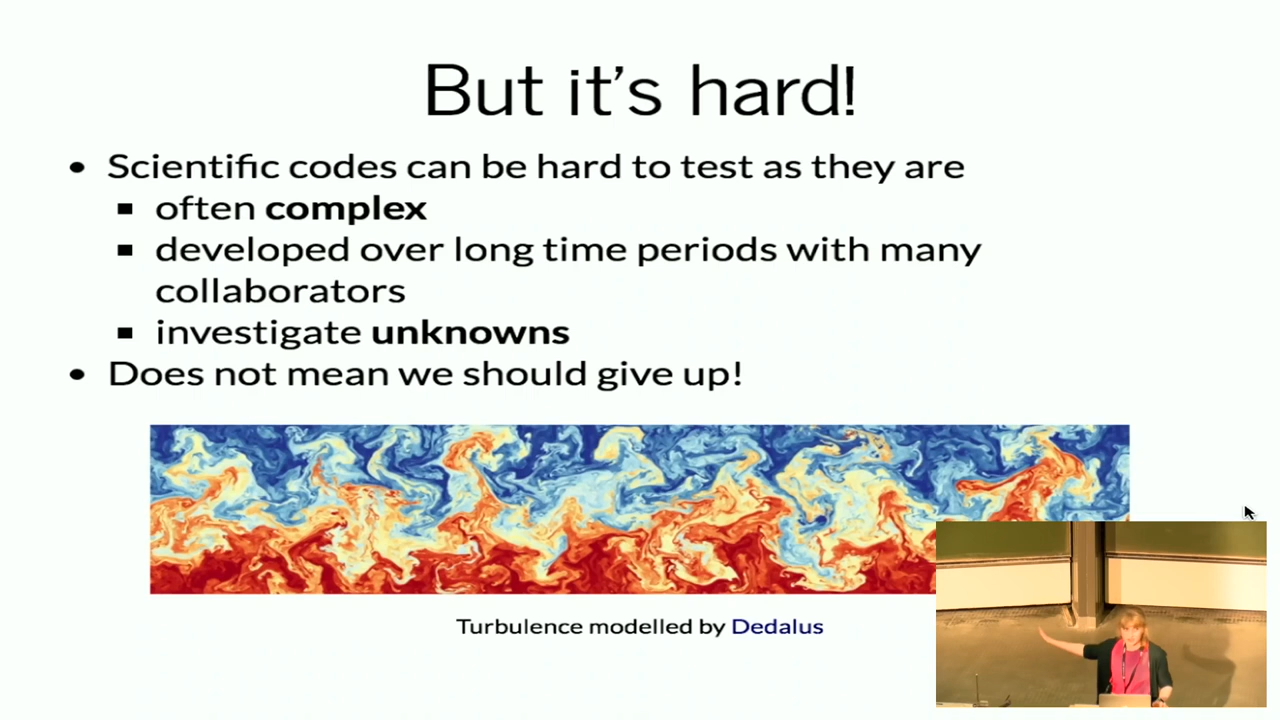 But it's hard!
• Scientific codes can be hard to test as they are
▪ often complex
▪ developed over long time periods with many
collaborators
▪ investigate unknowns
• Does not mean we should give up!
Turbulence modelled by Dedalus